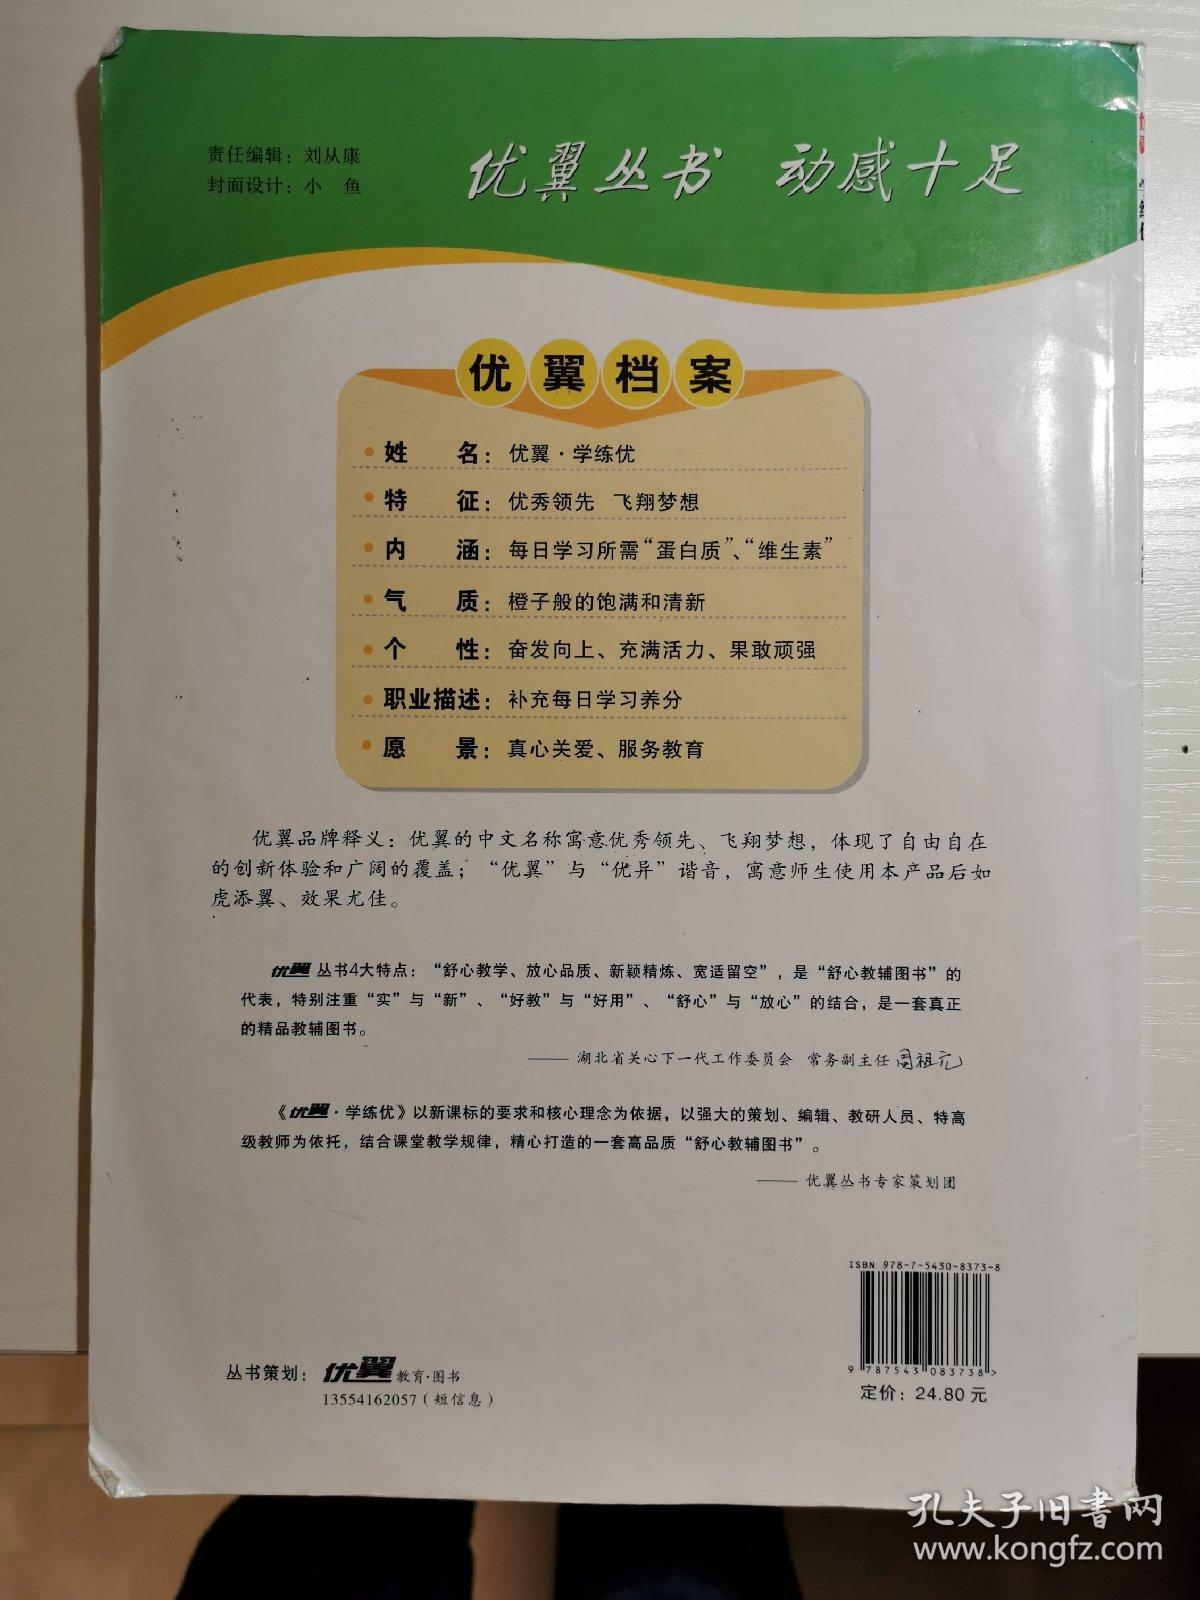 责任编辑：刘从康
封面设计：小 鱼
优翼丛书 动感十足
优翼档案
姓 名：优翼·学练优
特 征：优秀领先 飞翔梦想
内 涵：每日学习所需“蛋白质”、“维生素”
气 质：橙子般的饱满和清新
个 性：奋发向上、充满活力、果敢顽强
职业描述：补充每日学习养分
愿 景：真心关爱、服务教育
优翼品牌释义：优翼的中文名称寓意优秀领先、飞翔梦想，体现了自由自在
的创新体验和广阔的覆盖；“优翼”与“优异”谐音，寓意师生使用本产品后如
虎添翼、效果尤佳。
优翼丛书4大特点：“舒心教学、放心品质、新颖精炼、宽适留空”，是“舒心教辅图书”的
代表，特别注重“实”与“新”、“好教”与“好用”、“舒心”与“放心”的结合，是一套真正
的精品教辅图书。
—— 湖北省关心下一代工作委员会 常务副主任 周祖元
《优翼·学练优》以新课标的要求和核心理念为依据，以强大的策划、编辑、教研人员、特高
级教师为依托，结合课堂教学规律，精心打造的一套高品质“舒心教辅图书”。
—— 优翼丛书专家策划团
ISBN 978-7-5430-8373-8
9 787543 083738>
定价：24.80元
丛书策划：优翼教育·图书
13554162057（短信息）
孔夫子旧书网
www.kongfz.com